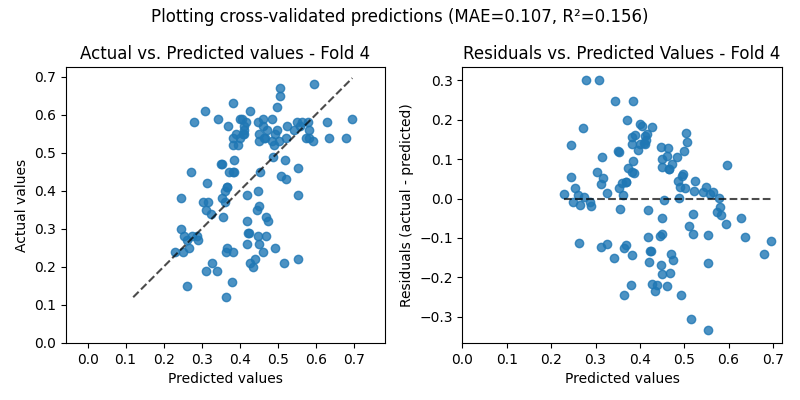 Plotting cross-validated predictions (MAE=0.107, R²=0.156)
Actual vs. Predicted values - Fold 4
Actual values
0.7
0.6
0.5
0.4
0.3
0.2
0.1
0.0
0.0 0.1 0.2 0.3 0.4 0.5 0.6 0.7
Predicted values
Residuals vs. Predicted Values - Fold 4
Residuals (actual - predicted)
0.3
0.2
0.1
0.0
−0.1
−0.2
−0.3
0.0 0.1 0.2 0.3 0.4 0.5 0.6 0.7
Predicted values